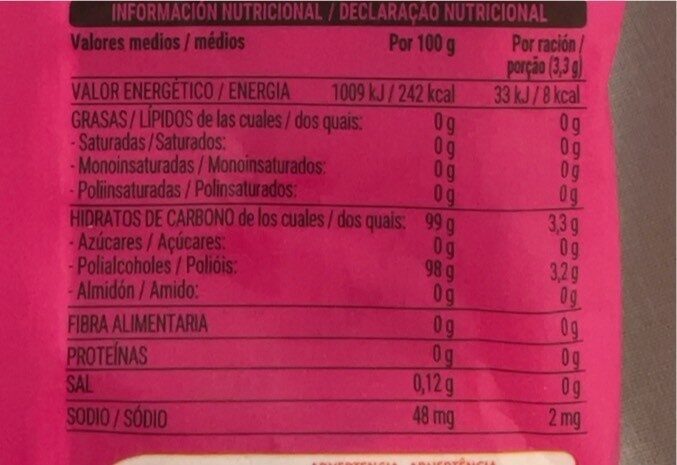 INFORMACIÓN NUTRICIONAL / DECLARAÇÃO NUTRICIONAL
Valores medios / médios Por 100 g Por ración / porção (3,3 g)
VALOR ENERGÉTICO / ENERGIA 1009 kJ / 242 kcal 33 kJ / 8 kcal
GRASAS / LÍPIDOS de las cuales / dos quais: 0 g 0 g
- Saturadas /Saturados: 0 g 0 g
- Monoinsaturadas / Monoinsaturados: 0 g 0 g
- Poliinsaturadas / Polinsaturados: 0 g 0 g
HIDRATOS DE CARBONO de los cuales / dos quais: 99 g 3,3 g
- Azúcares / Açúcares: 0 g 0 g
- Polialcoholes / Polióis: 98 g 3,2 g
- Almidón / Amido: 0 g 0 g
FIBRA ALIMENTARIA 0 g 0 g
PROTEÍNAS 0 g 0 g
SAL 0,12 g 0 g
SODIO / SÓDIO 48 mg 2 mg